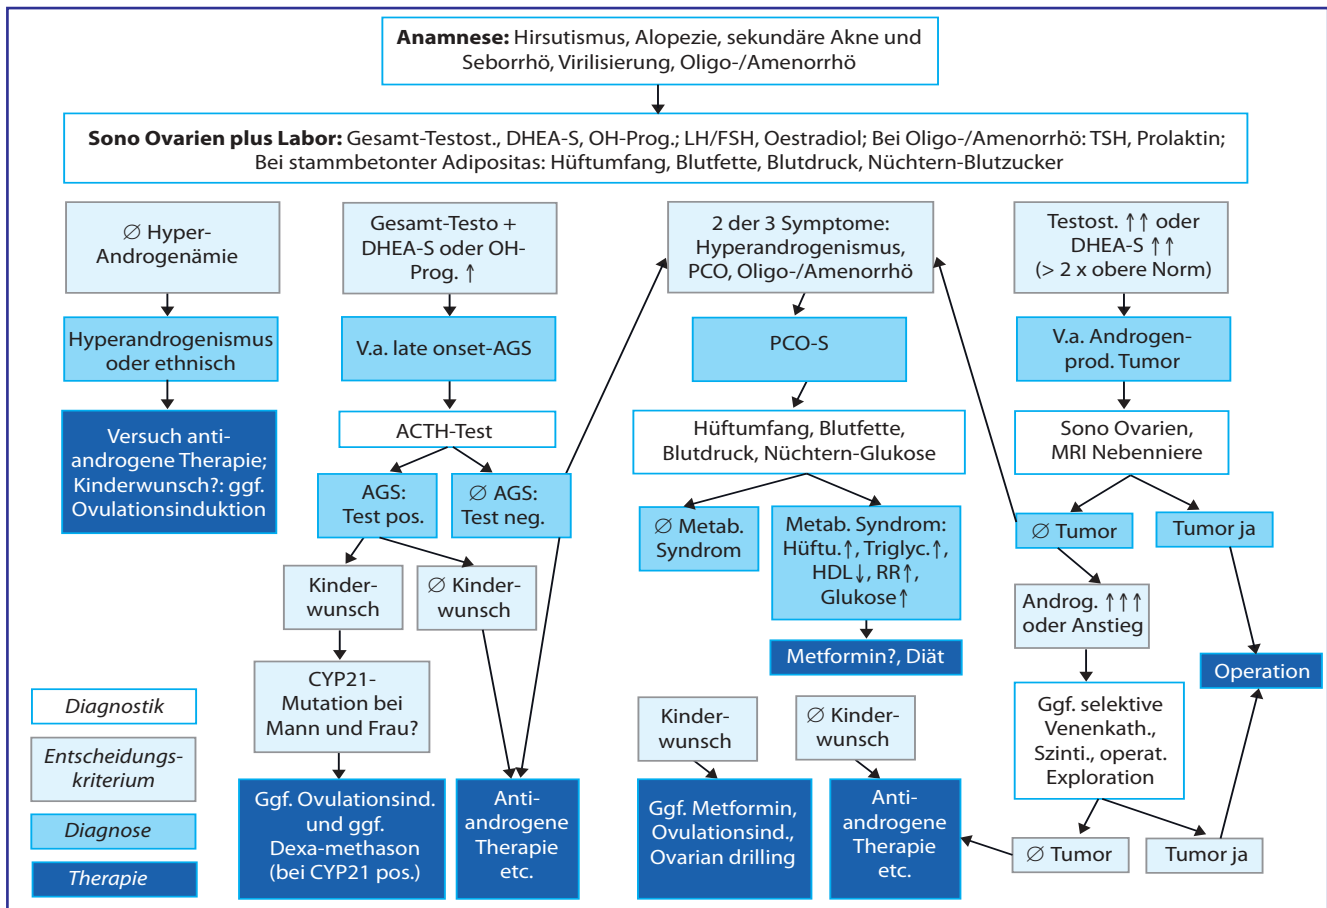 Anamnese: Hirsutismus, Alopezie, sekundäre Akne und
Seborrhö, Virilisierung, Oligo-/Amenorrhö
Sono Ovarien plus Labor: Gesamt-Testost., DHEA-S, OH-Prog.; LH/FSH, Oestradiol; Bei Oligo-/Amenorrhö: TSH, Prolaktin;
Bei stammbetonter Adipositas: Hüftumfang, Blutfette, Blutdruck, Nüchtern-Blutzucker
∅ Hyper-
Androgenämie
Hyperandrogenismus
oder ethnisch
Versuch anti-
androgene Therapie;
Kinderwunsch?: ggf.
Ovulationsinduktion
Gesamt-Testo +
DHEA-S oder OH-
Prog. ↑
V.a. late onset-AGS
ACTH-Test
AGS:
Test pos.
∅ AGS:
Test neg.
Kinder-
wunsch
∅ Kinder-
wunsch
CYP21-
Mutation bei
Mann und Frau?
Ggf. Ovulationsind.
und ggf.
Dexa-methason
(bei CYP21 pos.)
Anti-
androgene
Therapie
etc.
2 der 3 Symptome:
Hyperandrogenismus,
PCO, Oligo-/Amenorrhö
PCO-S
Hüftumfang, Blutfette,
Blutdruck, Nüchtern-Glukose
∅ Metab.
Syndrom
Metab. Syndrom:
Hüftu.↑, Triglyc.↑,
HDL↓, RR↑,
Glukose↑
Metformin?, Diät
Kinder-
wunsch
∅ Kinder-
wunsch
Ggf. Metformin,
Ovulationsind.,
Ovarian drilling
Anti-
androgene
Therapie
etc.
Testost. ↑↑ oder
DHEA-S ↑↑
(> 2 x obere Norm)
V.a. Androgen-
prod. Tumor
Sono Ovarien,
MRI Nebenniere
∅ Tumor
Tumor ja
Androg. ↑↑↑
oder Anstieg
Operation
Ggf. selektive
Venenkath.,
Szinti., operat.
Exploration
∅ Tumor
Tumor ja
Diagnostik
Entscheidungs-
kriterium
Diagnose
Therapie